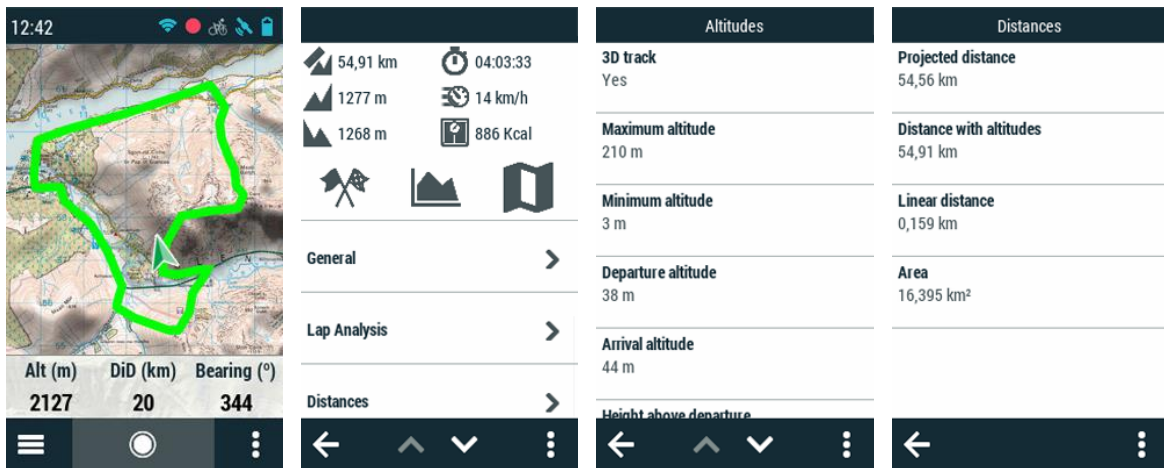 12:42
Alt (m) DiD (km) Bearing (º)
2127 20 344
54,91 km 04:03:33
1277 m 14 km/h
1268 m 886 Kcal
General
Lap Analysis
Distances
Altitudes
3D track
Yes
Maximum altitude
210 m
Minimum altitude
3 m
Departure altitude
38 m
Arrival altitude
44 m
Height above departure
Distances
Projected distance
54,56 km
Distance with altitudes
54,91 km
Linear distance
0,159 km
Area
16,395 km²